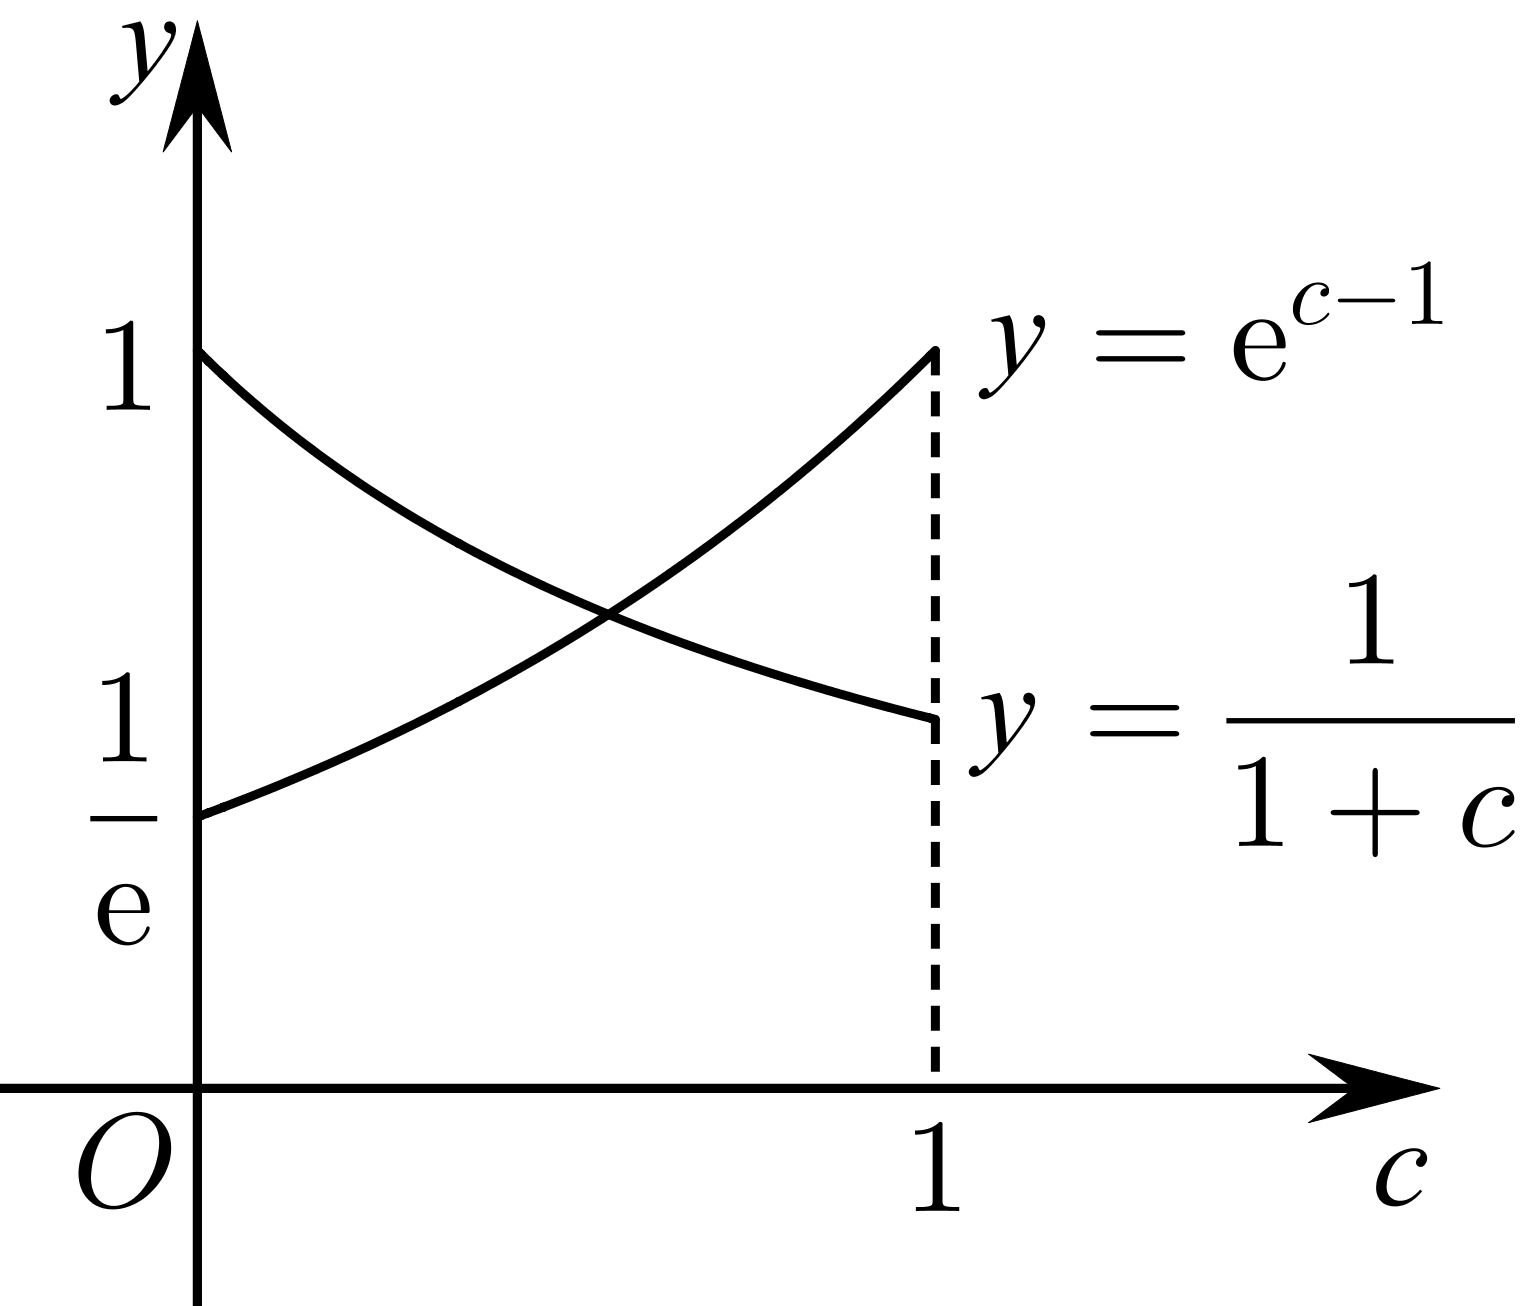 y
1
y = e^{c−1}
1/e
y = 1/(1 + c)
O
1
c